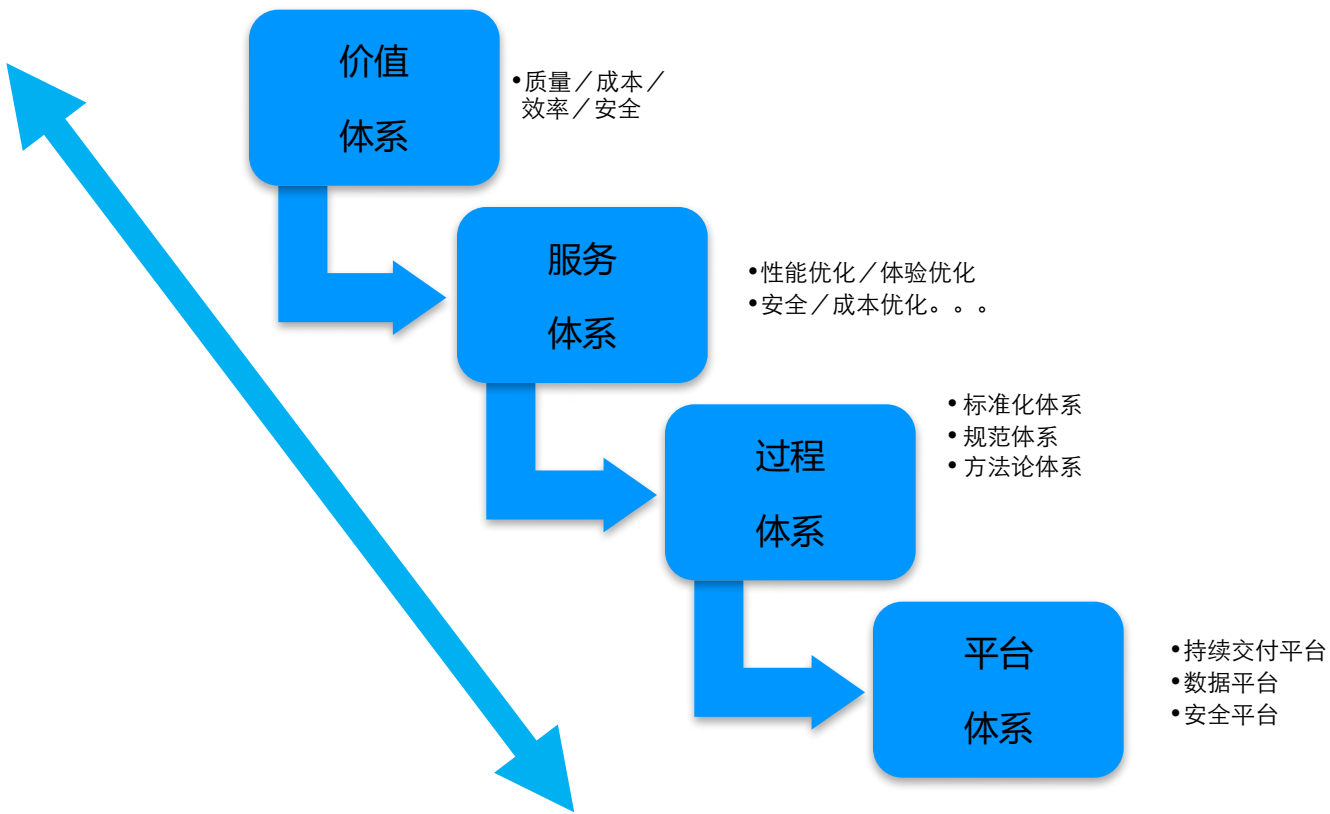 价值
体系
•质量／成本／
效率／安全
服务
体系
•性能优化／体验优化
•安全／成本优化。。。
过程
体系
•标准化体系
•规范体系
•方法论体系
平台
体系
•持续交付平台
•数据平台
•安全平台